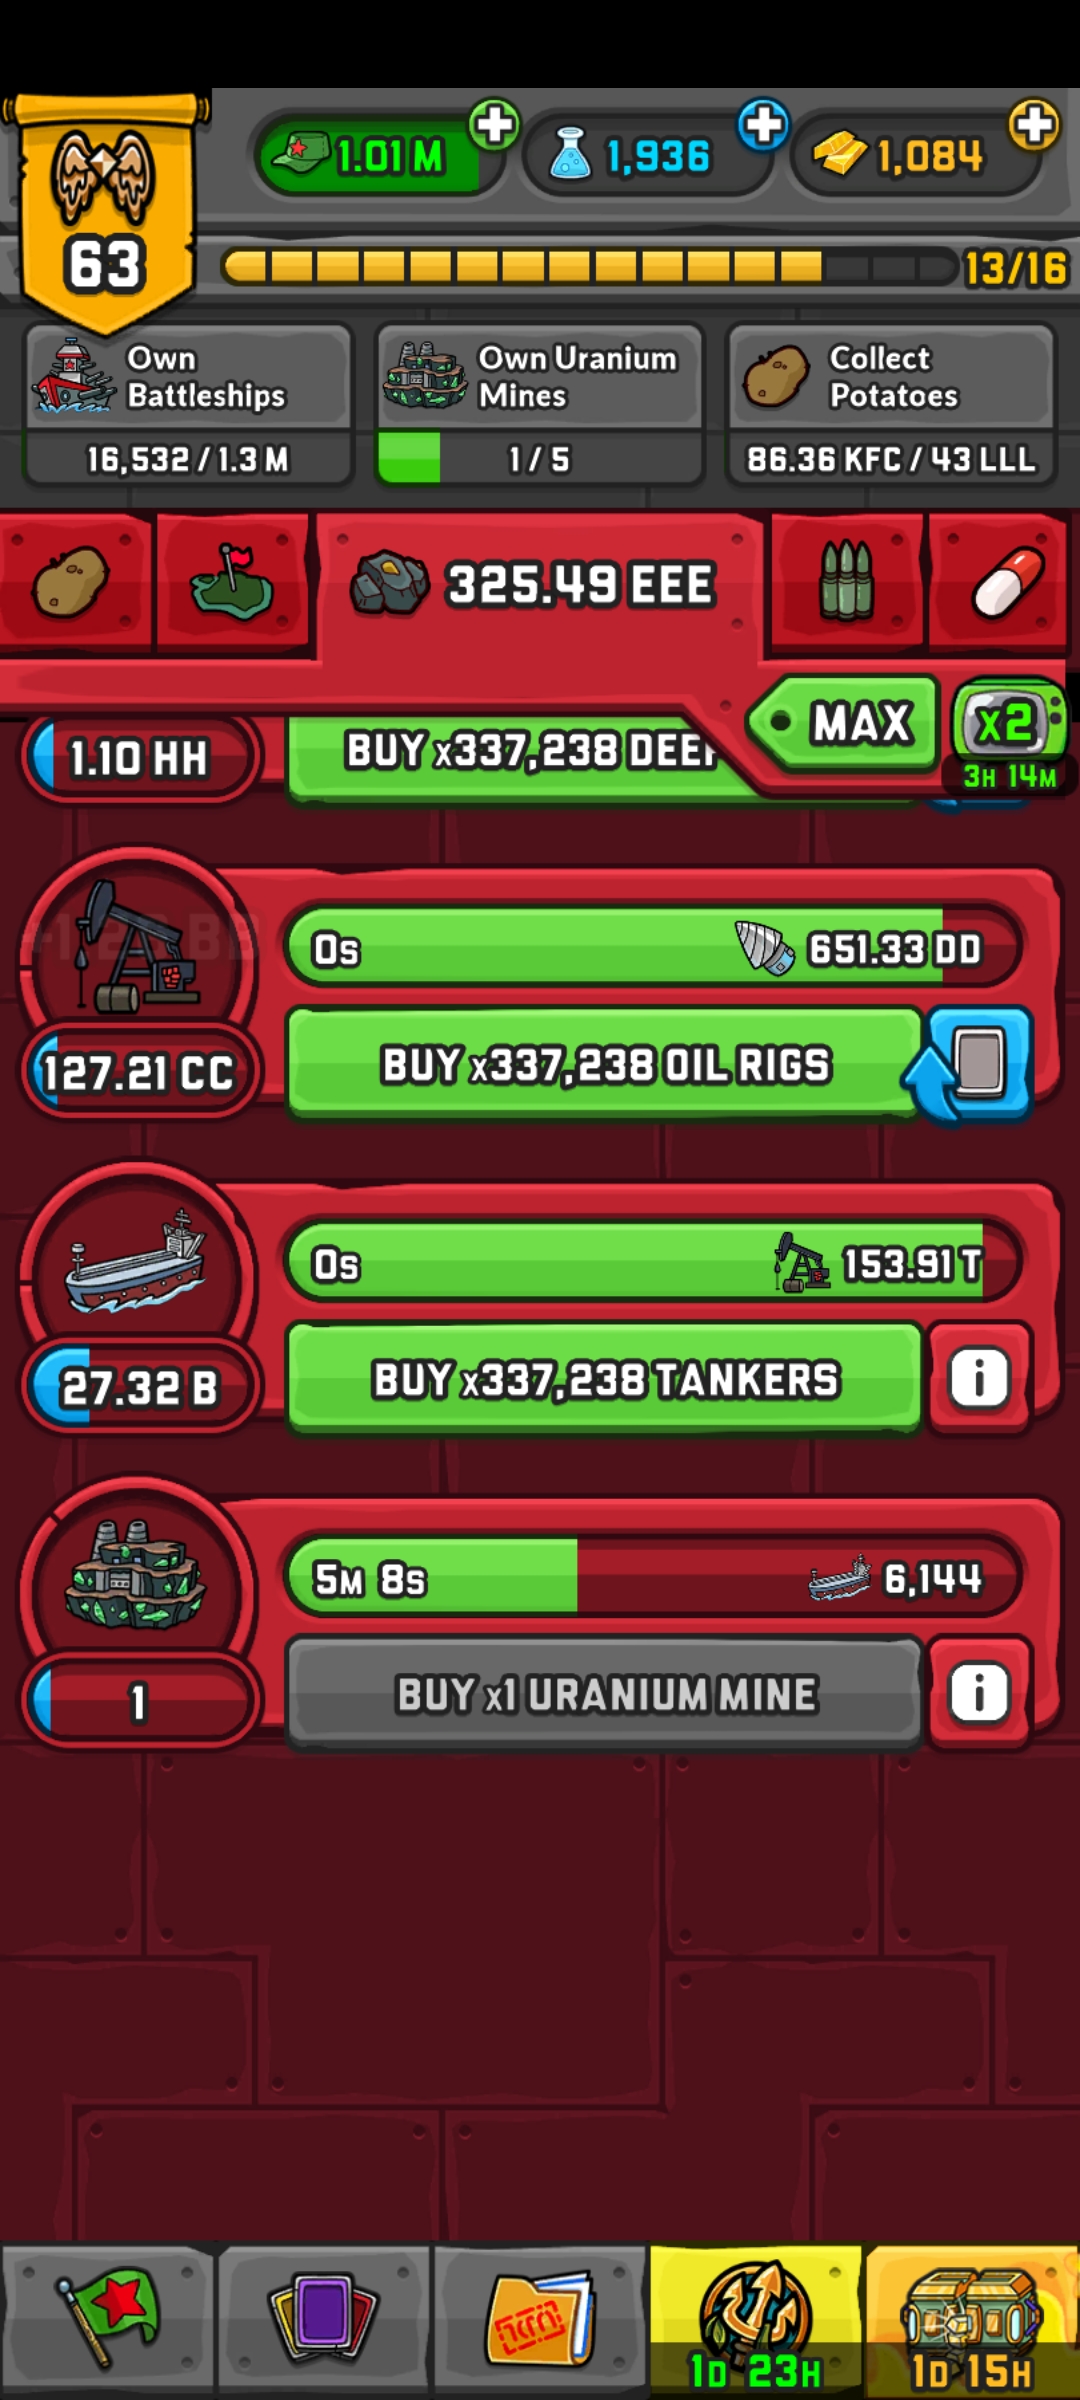 1.01 M
1,936
1,084
63
13/16
Own
Battleships
16,532 / 1.3 M
Own Uranium
Mines
1 / 5
Collect
Potatoes
86.36 KFC / 43 LLL
325.49 EEE
MAX
x2
3H 14M
1.10 HH
BUY x337,238 DEEP
0s
651.33 DD
127.21 CC
BUY x337,238 OIL RIGS
0s
153.91 T
27.32 B
BUY x337,238 TANKERS
5M 8s
6,144
1
BUY x1 URANIUM MINE
1D 23H
1D 15H